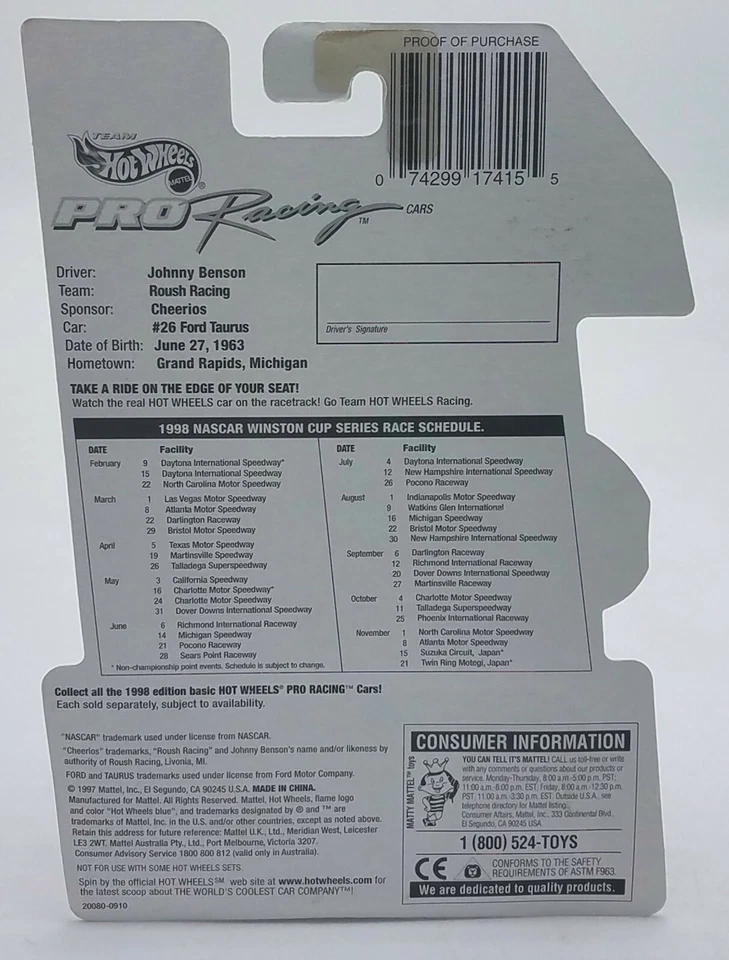 PROOF OF PURCHASE
0 74299 17415 5
TEAM
Hot Wheels
MATTEL ®
PRO Racing™ CARS
Driver: Johnny Benson
Team: Roush Racing
Sponsor: Cheerios
Car: #26 Ford Taurus
Date of Birth: June 27, 1963
Hometown: Grand Rapids, Michigan
Driver's Signature
TAKE A RIDE ON THE EDGE OF YOUR SEAT!
Watch the real HOT WHEELS car on the racetrack! Go Team HOT WHEELS Racing.
1998 NASCAR WINSTON CUP SERIES RACE SCHEDULE.
DATE Facility
February 9 Daytona International Speedway*
15 Daytona International Speedway
22 North Carolina Motor Speedway
March 1 Las Vegas Motor Speedway
8 Atlanta Motor Speedway
22 Darlington Raceway
29 Bristol Motor Speedway
April 5 Texas Motor Speedway
19 Martinsville Speedway
26 Talladega Superspeedway
May 3 California Speedway
16 Charlotte Motor Speedway*
24 Charlotte Motor Speedway
31 Dover Downs International Speedway
June 6 Richmond International Raceway
14 Michigan Speedway
21 Pocono Raceway
28 Sears Point Raceway
* Non-championship point events. Schedule is subject to change.
DATE Facility
July 4 Daytona International Speedway
12 New Hampshire International Speedway
26 Pocono Raceway
August 1 Indianapolis Motor Speedway
9 Watkins Glen International
16 Michigan Speedway
22 Bristol Motor Speedway
30 New Hampshire International Speedway
September 6 Darlington Raceway
12 Richmond International Raceway
20 Dover Downs International Speedway
27 Martinsville Raceway
October 4 Charlotte Motor Speedway
11 Talladega Superspeedway
25 Phoenix International Raceway
November 1 North Carolina Motor Speedway
8 Atlanta Motor Speedway
15 Suzuka Circuit, Japan*
21 Twin Ring Motegi, Japan*
Collect all the 1998 edition basic HOT WHEELS® PRO RACING™ Cars!
Each sold separately, subject to availability.
"NASCAR" trademark used under license from NASCAR.
"Cheerios" trademarks, "Roush Racing" and Johnny Benson's name and/or likeness by
authority of Roush Racing, Livonia, MI.
FORD and TAURUS trademarks used under license from Ford Motor Company.
© 1997 Mattel, Inc., El Segundo, CA 90245 U.S.A. MADE IN CHINA.
Manufactured for Mattel. All Rights Reserved. Mattel, Hot Wheels, flame logo
and color "Hot Wheels blue", and trademarks designated by ® and ™ are
trademarks of Mattel, Inc. in the U.S. and/or other countries, except as noted above.
Retain this address for future reference: Mattel U.K., Ltd., Meridian West, Leicester
LE3 2WT. Mattel Australia Pty., Ltd., Port Melbourne, Victoria 3207.
Consumer Advisory Service 1800 800 812 (valid only in Australia).
NOT FOR USE WITH SOME HOT WHEELS SETS.
Spin by the official HOT WHEELS℠ web site at www.hotwheels.com for
the latest scoop about THE WORLD'S COOLEST CAR COMPANY™!
20080-0910
CONSUMER INFORMATION
MATTY MATTEL™ toys
YOU CAN TELL IT'S MATTEL! CALL us toll-free or write
with any comments or questions about our products or
service. Monday-Thursday, 8:00 a.m.-5:00 p.m. PST;
11:00 a.m.-8:00 p.m. EST; Friday, 8:00 a.m.-12:30 p.m.
PST; 11:00 a.m.-3:30 p.m. EST. Outside U.S.A., see
telephone directory for Mattel listing.
Consumer Affairs, Mattel, Inc., 333 Continental Blvd.,
El Segundo, CA 90245 USA.
1 (800) 524-TOYS
CE CONFORMS TO THE SAFETY
REQUIREMENTS OF ASTM F963.
We are dedicated to quality products.